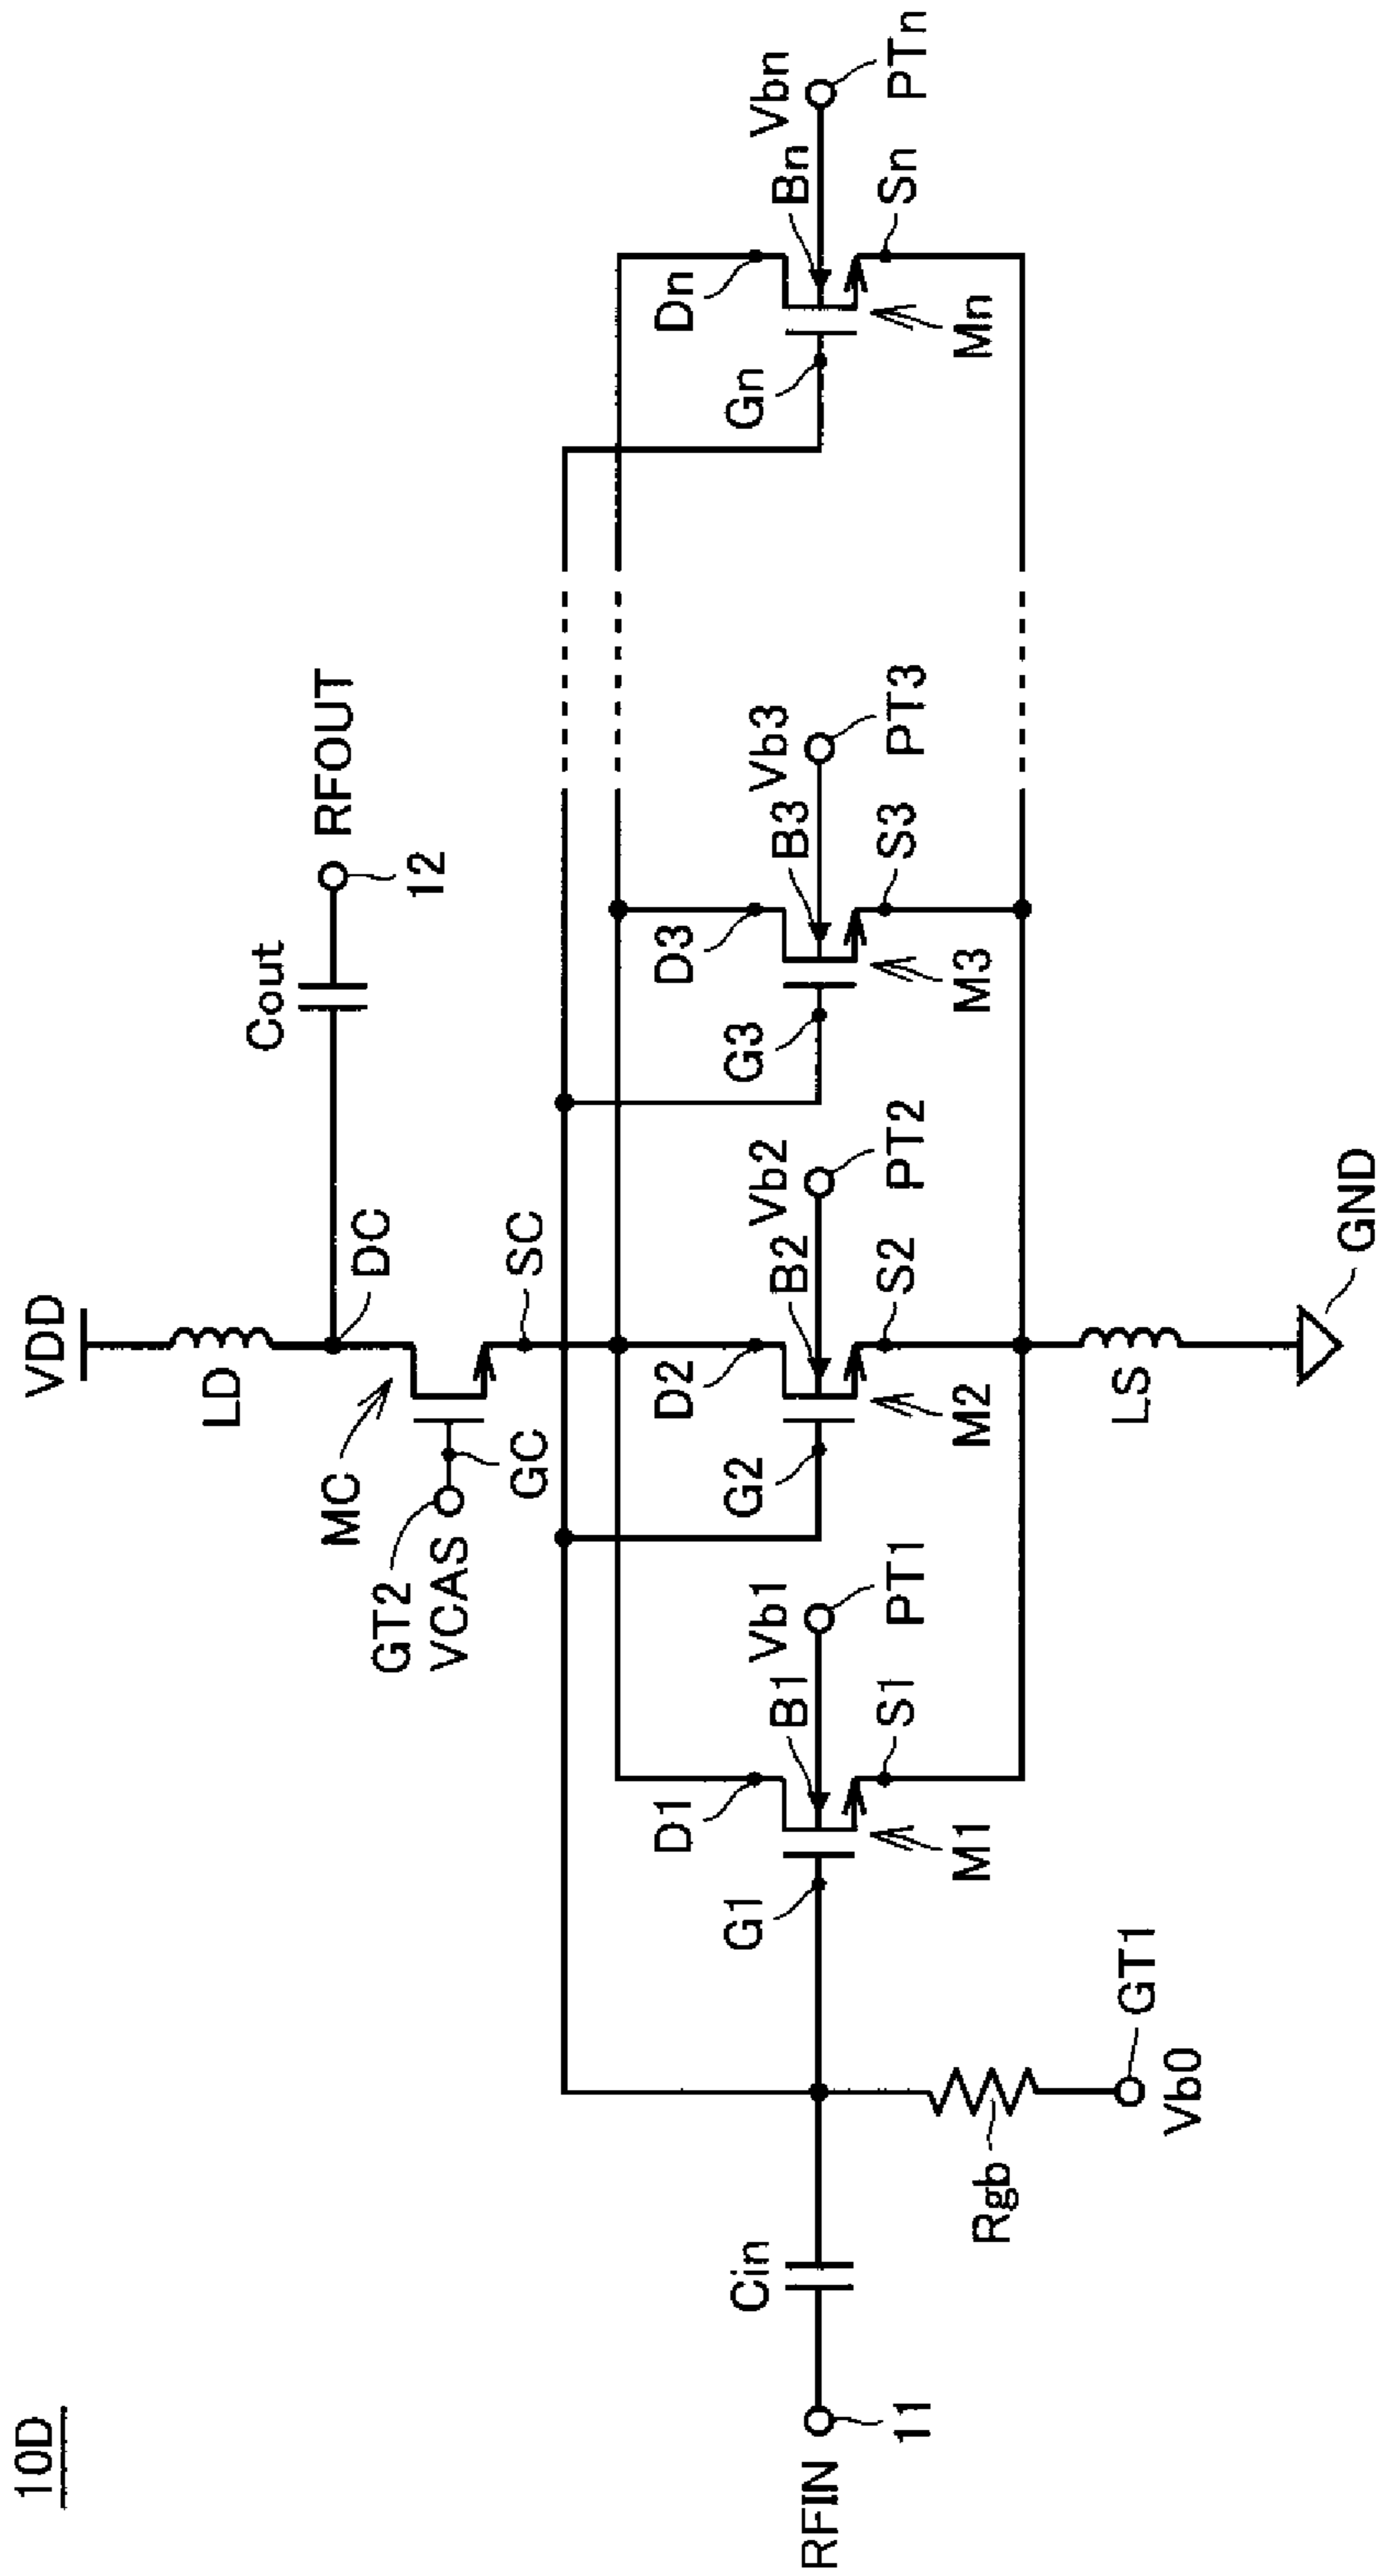 10D
VDD
LD
DC
Cout
RFOUT
12
MC
GT2
VCAS
GC
SC
D1
D2
D3
Dn
G1
B1
Vb1
G2
B2
Vb2
G3
B3
Vb3
Gn
Bn
Vbn
RFIN
11
Cin
S1
PT1
S2
PT2
S3
PT3
Sn
PTn
M1
M2
M3
Mn
Rgb
GT1
Vb0
LS
GND